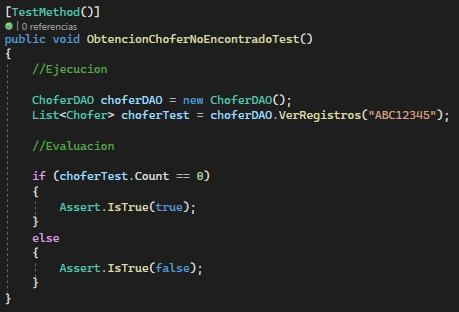 [TestMethod()]
| 0 referencias
public void ObtencionChoferNoEncontradoTest()
{
//Ejecucion
ChoferDAO choferDAO = new ChoferDAO();
List<Chofer> choferTest = choferDAO.VerRegistros("ABC12345");
//Evaluacion
if (choferTest.Count == 0)
{
Assert.IsTrue(true);
}
else
{
Assert.IsTrue(false);
}
}